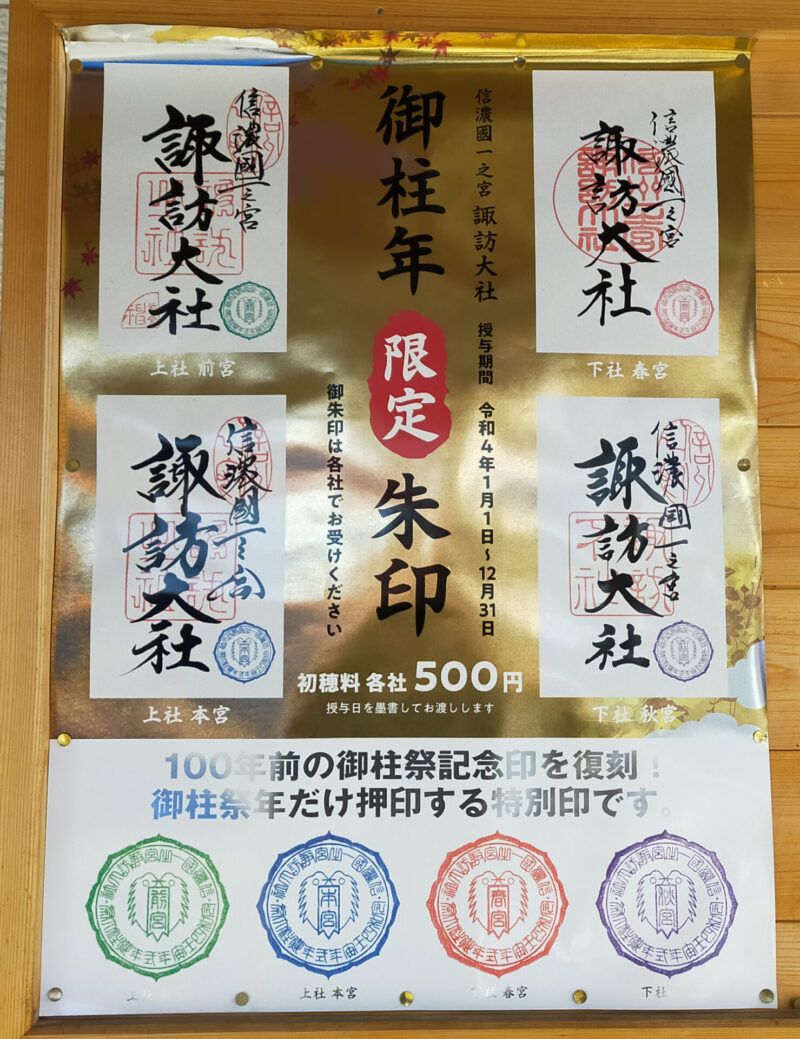 信濃國一之宮 諏訪大社
御柱年
限定
朱印
授与期間 令和4年1月1日~12月31日
御朱印は各社でお受けください
信濃國一之宮
諏訪大社
上社 前宮
信濃國一之宮
諏訪大社
下社 春宮
信濃國一之宮
諏訪大社
上社 本宮
信濃國一之宮
諏訪大社
下社 秋宮
初穂料 各社 500円
授与日を墨書してお渡しします
100年前の御柱祭記念印を復刻!
御柱祭年だけ押印する特別印です。
前宮
本宮
春宮
秋宮
上社
上社 本宮
下社 春宮
下社